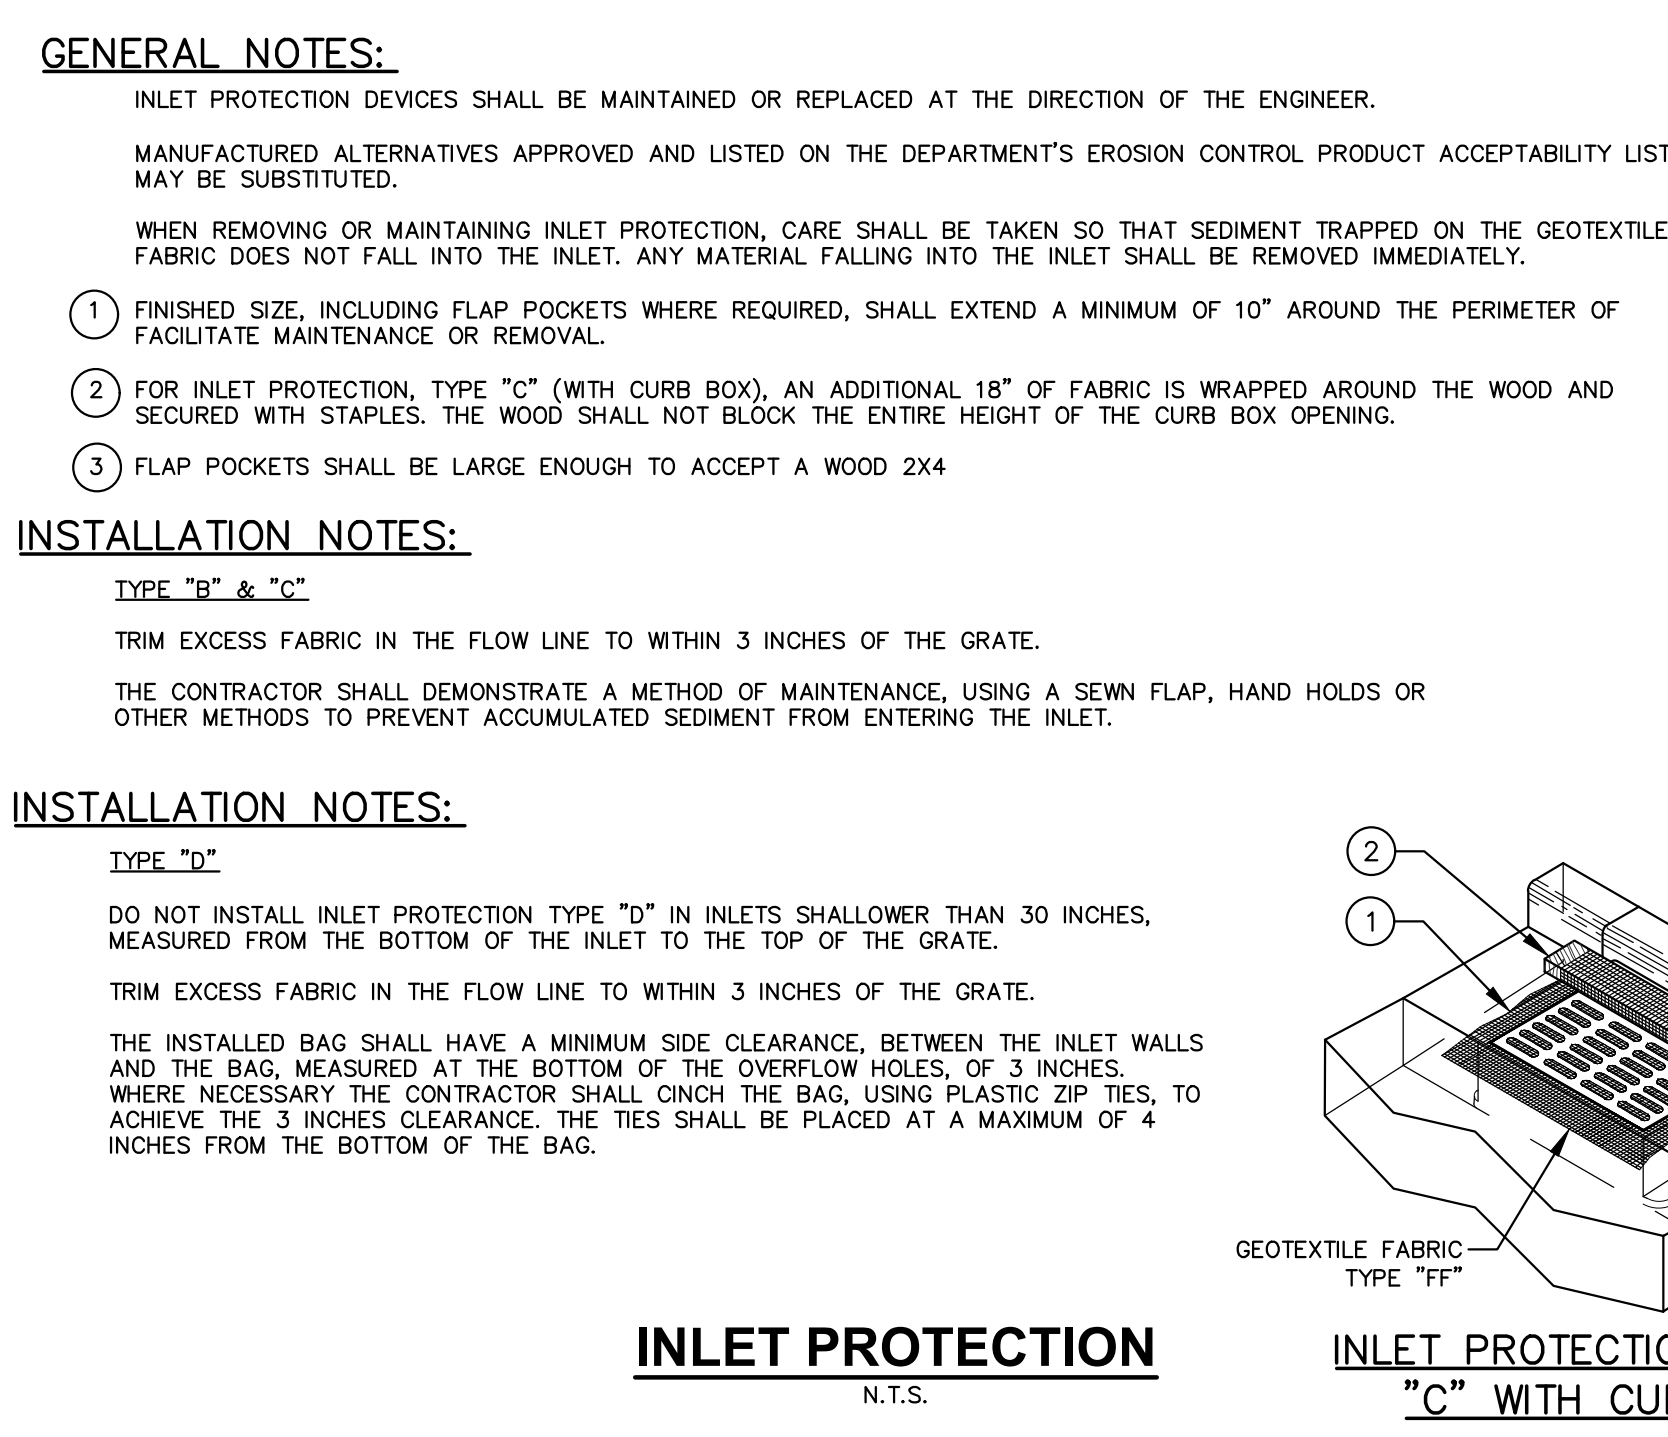 GENERAL NOTES:
INLET PROTECTION DEVICES SHALL BE MAINTAINED OR REPLACED AT THE DIRECTION OF THE ENGINEER.
MANUFACTURED ALTERNATIVES APPROVED AND LISTED ON THE DEPARTMENT'S EROSION CONTROL PRODUCT ACCEPTABILITY LIST
MAY BE SUBSTITUTED.
WHEN REMOVING OR MAINTAINING INLET PROTECTION, CARE SHALL BE TAKEN SO THAT SEDIMENT TRAPPED ON THE GEOTEXTILE
FABRIC DOES NOT FALL INTO THE INLET. ANY MATERIAL FALLING INTO THE INLET SHALL BE REMOVED IMMEDIATELY.
1 FINISHED SIZE, INCLUDING FLAP POCKETS WHERE REQUIRED, SHALL EXTEND A MINIMUM OF 10" AROUND THE PERIMETER OF
FACILITATE MAINTENANCE OR REMOVAL.
2 FOR INLET PROTECTION, TYPE "C" (WITH CURB BOX), AN ADDITIONAL 18" OF FABRIC IS WRAPPED AROUND THE WOOD AND
SECURED WITH STAPLES. THE WOOD SHALL NOT BLOCK THE ENTIRE HEIGHT OF THE CURB BOX OPENING.
3 FLAP POCKETS SHALL BE LARGE ENOUGH TO ACCEPT A WOOD 2X4
INSTALLATION NOTES:
TYPE "B" & "C"
TRIM EXCESS FABRIC IN THE FLOW LINE TO WITHIN 3 INCHES OF THE GRATE.
THE CONTRACTOR SHALL DEMONSTRATE A METHOD OF MAINTENANCE, USING A SEWN FLAP, HAND HOLDS OR
OTHER METHODS TO PREVENT ACCUMULATED SEDIMENT FROM ENTERING THE INLET.
INSTALLATION NOTES:
TYPE "D"
DO NOT INSTALL INLET PROTECTION TYPE "D" IN INLETS SHALLOWER THAN 30 INCHES,
MEASURED FROM THE BOTTOM OF THE INLET TO THE TOP OF THE GRATE.
TRIM EXCESS FABRIC IN THE FLOW LINE TO WITHIN 3 INCHES OF THE GRATE.
THE INSTALLED BAG SHALL HAVE A MINIMUM SIDE CLEARANCE, BETWEEN THE INLET WALLS
AND THE BAG, MEASURED AT THE BOTTOM OF THE OVERFLOW HOLES, OF 3 INCHES.
WHERE NECESSARY THE CONTRACTOR SHALL CINCH THE BAG, USING PLASTIC ZIP TIES, TO
ACHIEVE THE 3 INCHES CLEARANCE. THE TIES SHALL BE PLACED AT A MAXIMUM OF 4
INCHES FROM THE BOTTOM OF THE BAG.
2
1
GEOTEXTILE FABRIC
TYPE "FF"
INLET PROTECTION
N.T.S.
INLET
"C" WITH